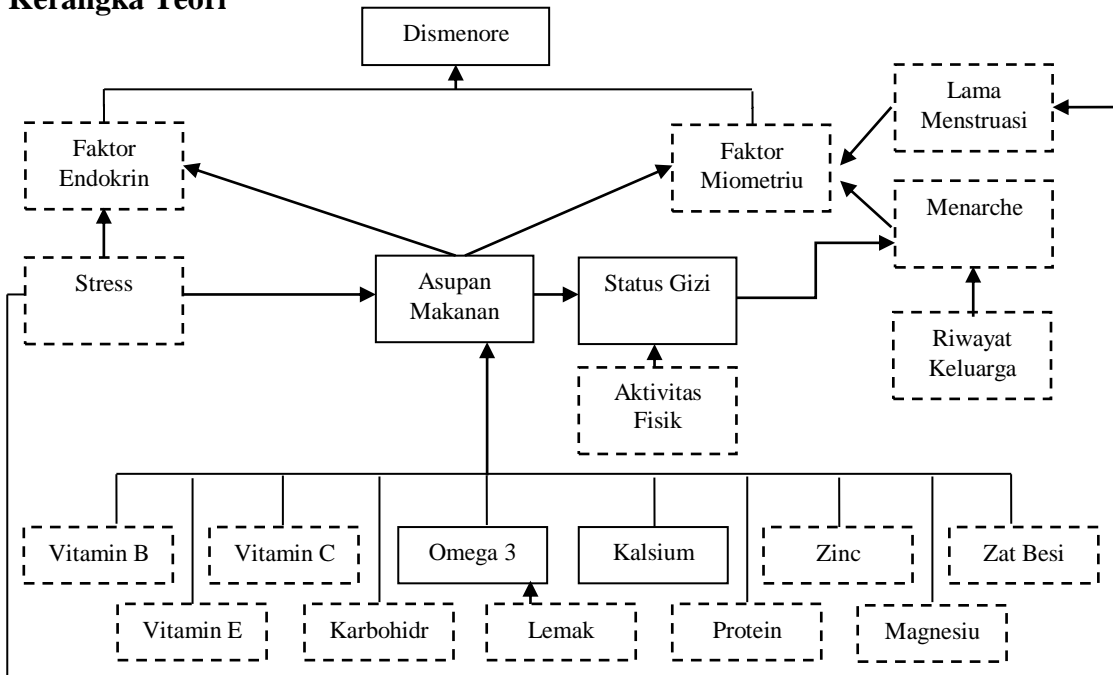 Kerangka Teori
Dismenore
Lama
Menstruasi
Faktor
Endokrin
Faktor
Miometriu
Menarche
Stress
Asupan
Makanan
Status Gizi
Riwayat
Keluarga
Aktivitas
Fisik
Vitamin B
Vitamin C
Omega 3
Kalsium
Zinc
Zat Besi
Vitamin E
Karbohidr
Lemak
Protein
Magnesiu